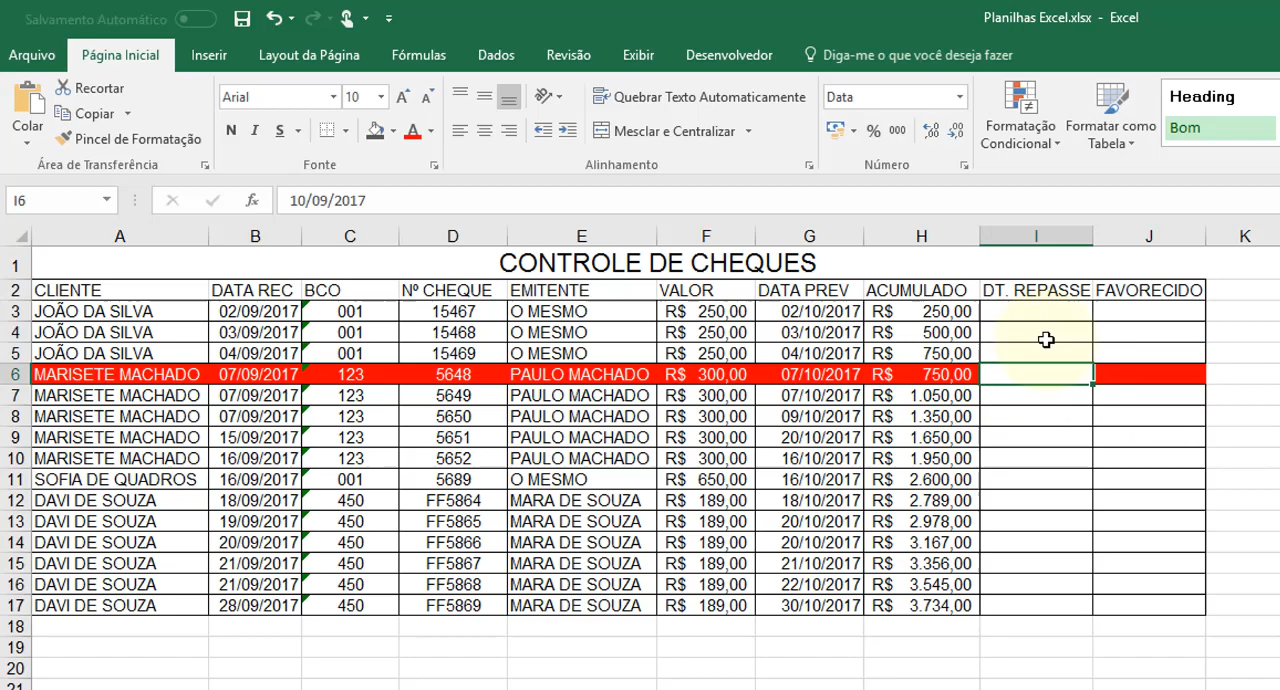 Salvamento Automático
Planilhas Excel.xlsx - Excel
Arquivo Página Inicial Inserir Layout da Página Fórmulas Dados Revisão Exibir Desenvolvedor Diga-me o que você deseja fazer
Colar
Recortar
Copiar
Pincel de Formatação
Área de Transferência
Arial 10
N I S
Fonte
Quebrar Texto Automaticamente
Mesclar e Centralizar
Alinhamento
Data
% 000
Número
Formatação Condicional
Formatar como Tabela
Heading
Bom
I6 fx 10/09/2017
A B C D E F G H I J K
1 CONTROLE DE CHEQUES
2 CLIENTE DATA REC BCO Nº CHEQUE EMITENTE VALOR DATA PREV ACUMULADO DT. REPASSE FAVORECIDO
3 JOÃO DA SILVA 02/09/2017 001 15467 O MESMO R$ 250,00 02/10/2017 R$ 250,00
4 JOÃO DA SILVA 03/09/2017 001 15468 O MESMO R$ 250,00 03/10/2017 R$ 500,00
5 JOÃO DA SILVA 04/09/2017 001 15469 O MESMO R$ 250,00 04/10/2017 R$ 750,00
6 MARISETE MACHADO 07/09/2017 123 5648 PAULO MACHADO R$ 300,00 07/10/2017 R$ 750,00
7 MARISETE MACHADO 07/09/2017 123 5649 PAULO MACHADO R$ 300,00 07/10/2017 R$ 1.050,00
8 MARISETE MACHADO 07/09/2017 123 5650 PAULO MACHADO R$ 300,00 09/10/2017 R$ 1.350,00
9 MARISETE MACHADO 15/09/2017 123 5651 PAULO MACHADO R$ 300,00 20/10/2017 R$ 1.650,00
10 MARISETE MACHADO 16/09/2017 123 5652 PAULO MACHADO R$ 300,00 16/10/2017 R$ 1.950,00
11 SOFIA DE QUADROS 16/09/2017 001 5689 O MESMO R$ 650,00 16/10/2017 R$ 2.600,00
12 DAVI DE SOUZA 18/09/2017 450 FF5864 MARA DE SOUZA R$ 189,00 18/10/2017 R$ 2.789,00
13 DAVI DE SOUZA 19/09/2017 450 FF5865 MARA DE SOUZA R$ 189,00 20/10/2017 R$ 2.978,00
14 DAVI DE SOUZA 20/09/2017 450 FF5866 MARA DE SOUZA R$ 189,00 20/10/2017 R$ 3.167,00
15 DAVI DE SOUZA 21/09/2017 450 FF5867 MARA DE SOUZA R$ 189,00 21/10/2017 R$ 3.356,00
16 DAVI DE SOUZA 21/09/2017 450 FF5868 MARA DE SOUZA R$ 189,00 22/10/2017 R$ 3.545,00
17 DAVI DE SOUZA 28/09/2017 450 FF5869 MARA DE SOUZA R$ 189,00 30/10/2017 R$ 3.734,00
18
19
20
21